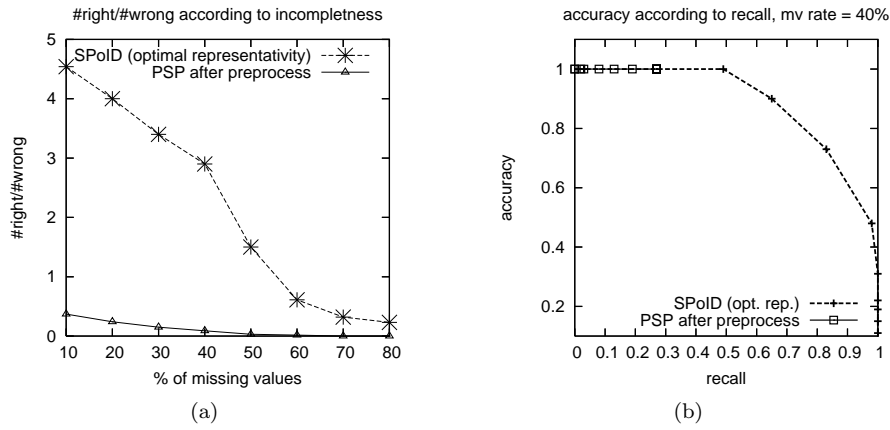 #right/#wrong according to incompletness
5
4
3
2
1
0
#right/#wrong
SPoID (optimal representativity)
PSP after preprocess
10 20 30 40 50 60 70 80
% of missing values
(a)
accuracy according to recall, mv rate = 40%
1
0.8
0.6
0.4
0.2
accuracy
SPoID (opt. rep.)
PSP after preprocess
0 0.1 0.2 0.3 0.4 0.5 0.6 0.7 0.8 0.9 1
recall
(b)